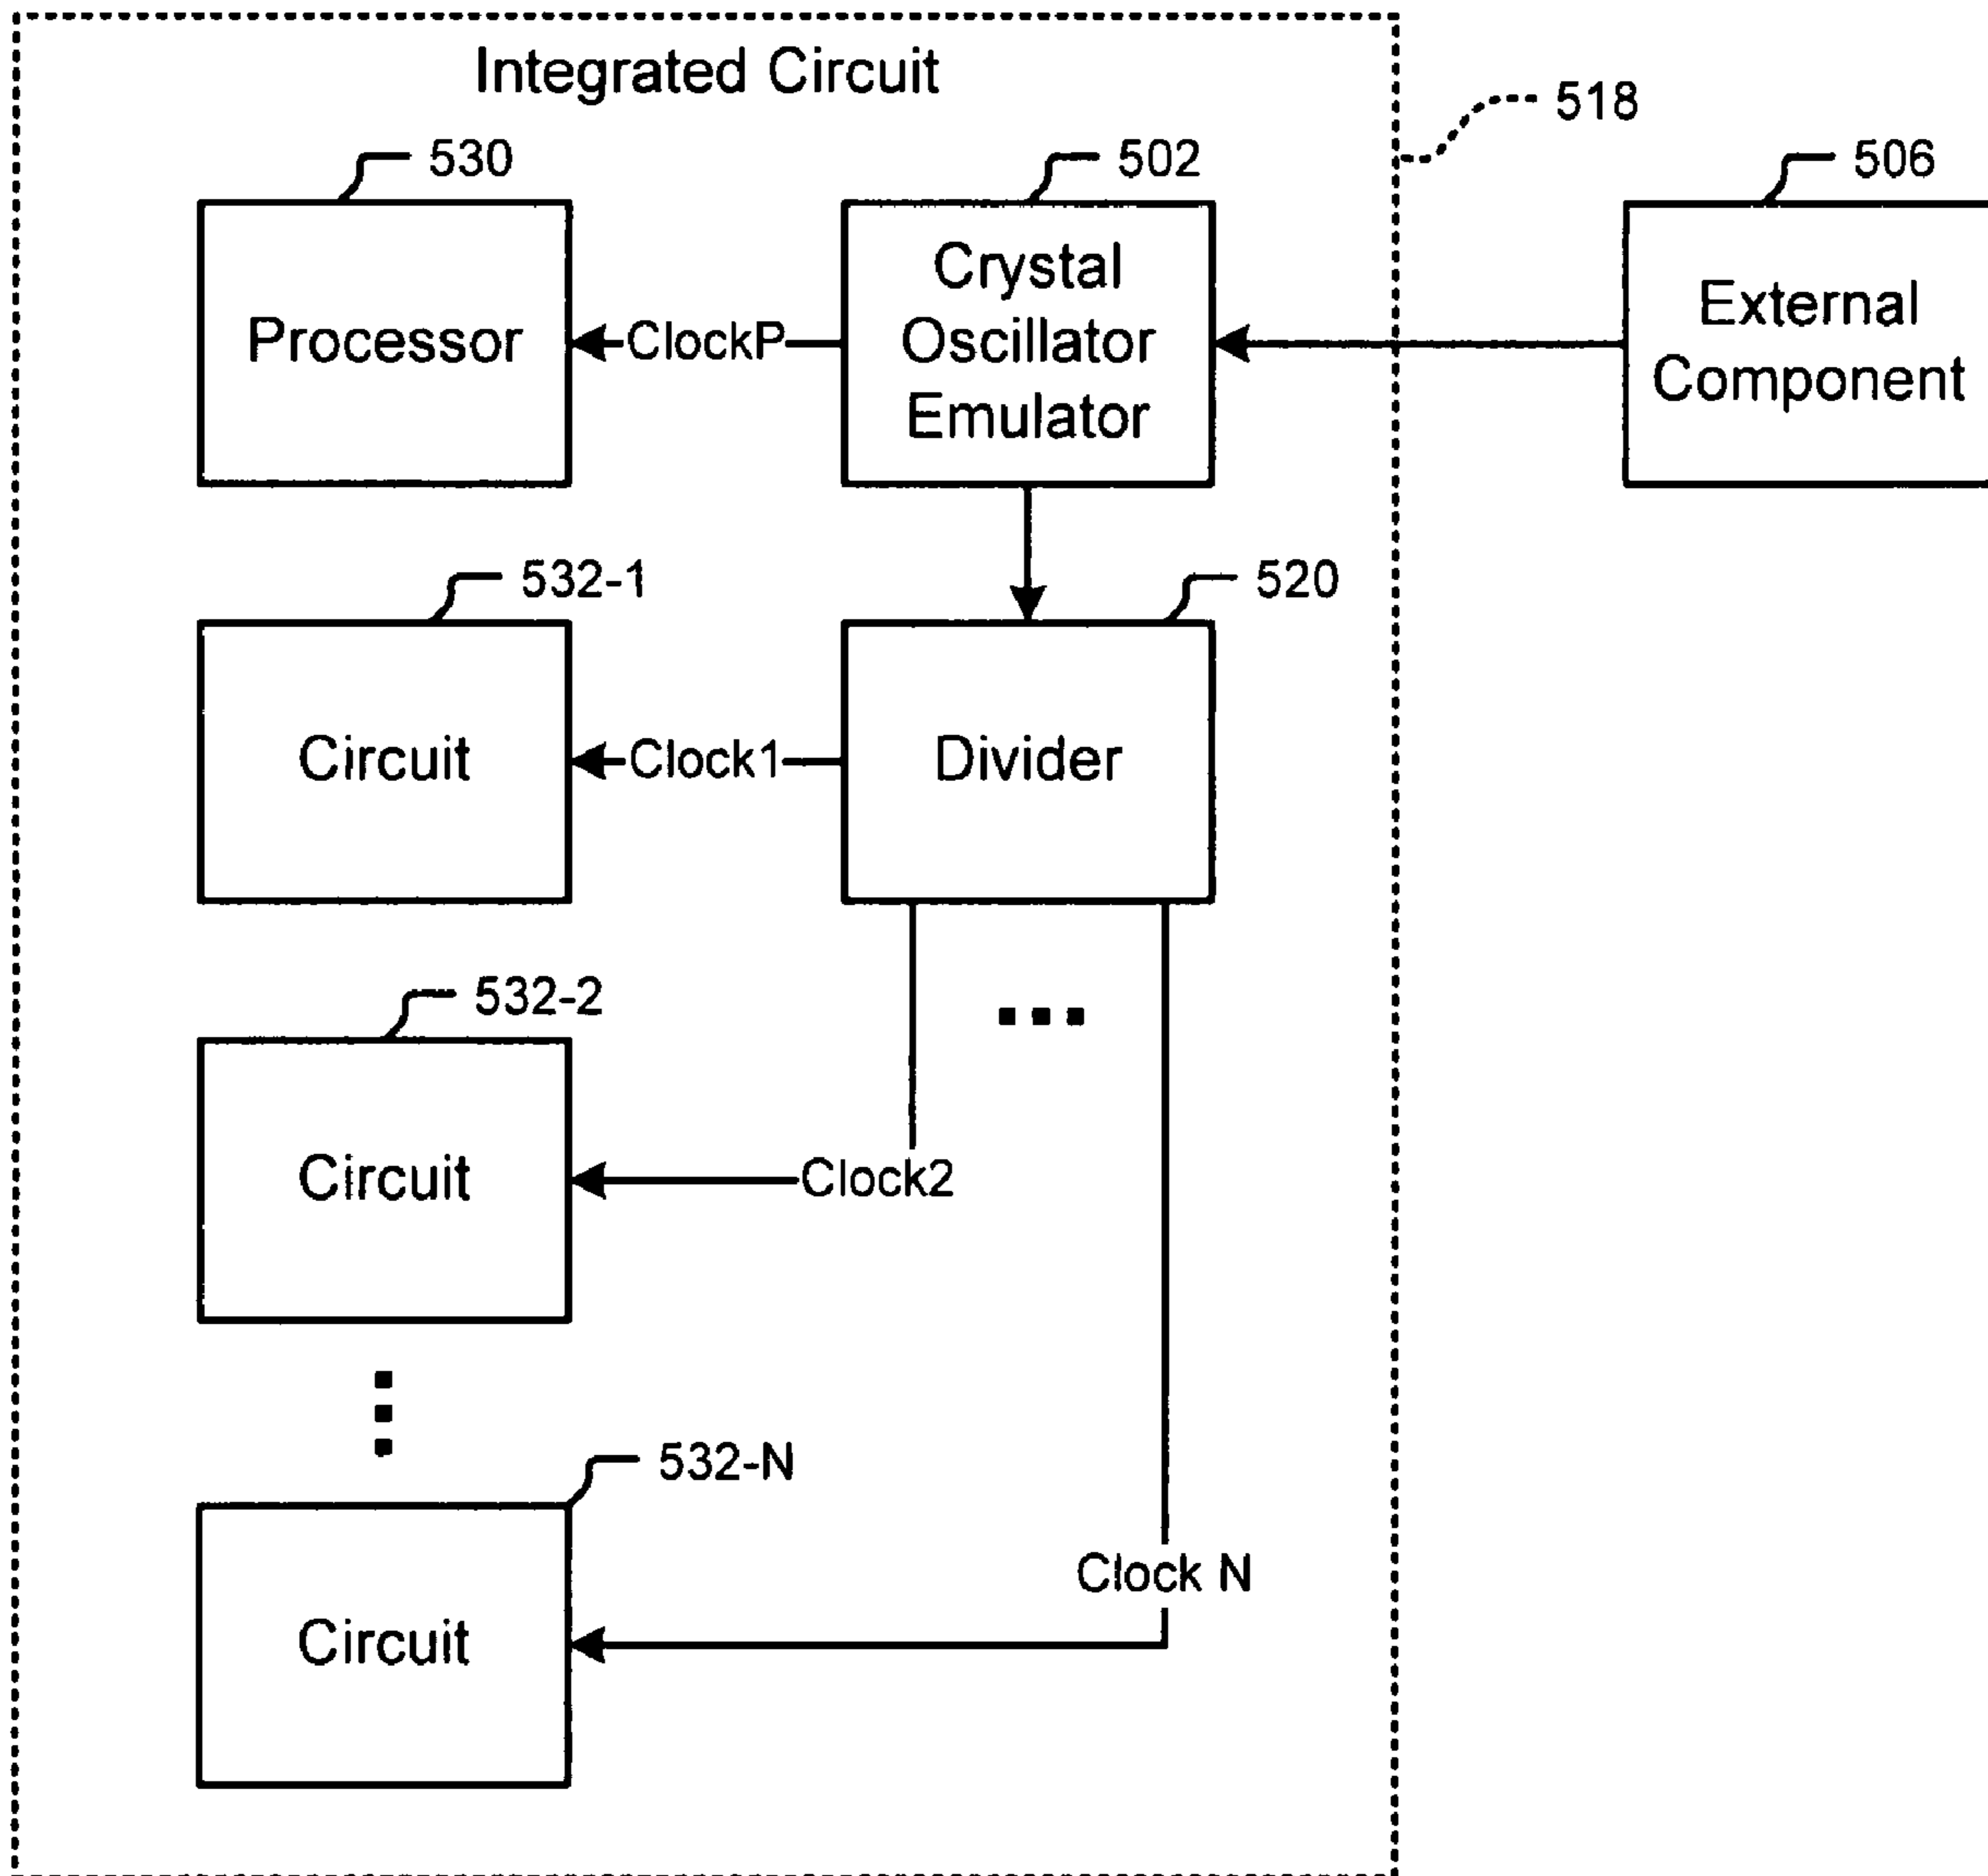 Integrated Circuit
518
530
502
506
Processor
ClockP
Crystal
Oscillator
Emulator
External
Component
532-1
520
Circuit
Clock1
Divider
532-2
Circuit
Clock2
532-N
Clock N
Circuit